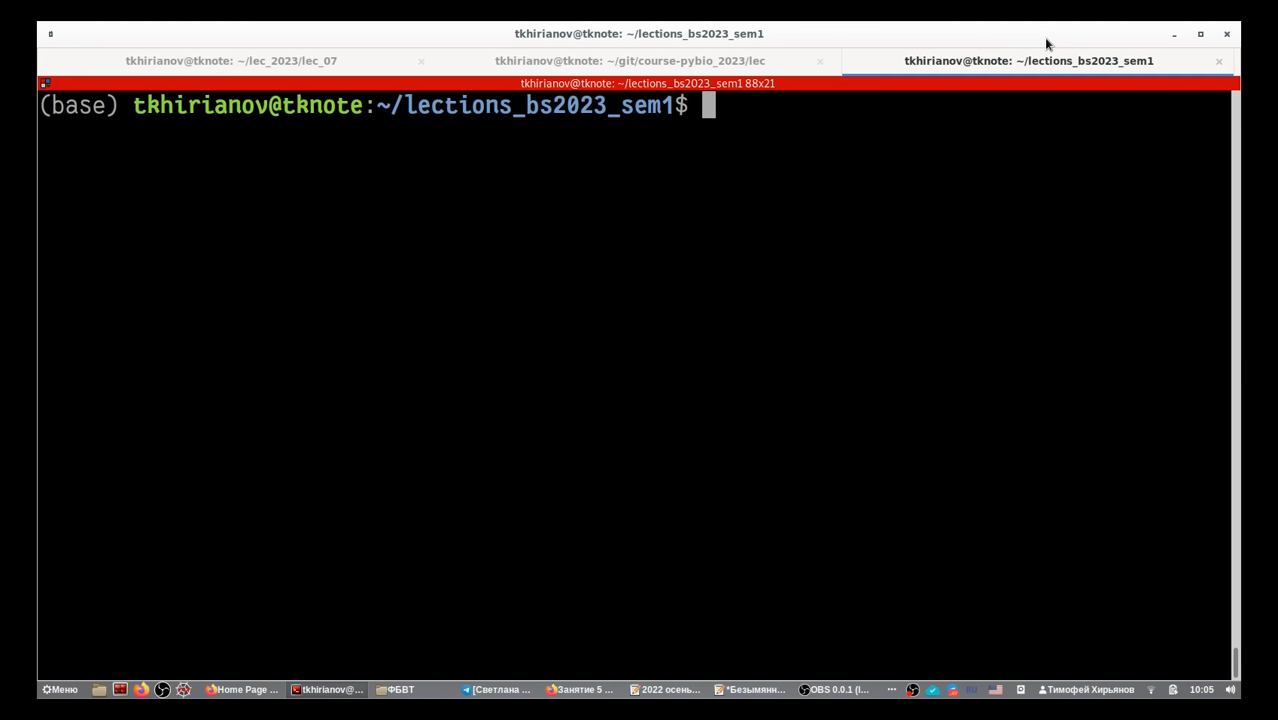 tkhirianov@tknote: ~/lections_bs2023_sem1
tkhirianov@tknote: ~/lec_2023/lec_07 × tkhirianov@tknote: ~/git/course-pybio_2023/lec × tkhirianov@tknote: ~/lections_bs2023_sem1 ×
tkhirianov@tknote: ~/lections_bs2023_sem1 88x21
(base) tkhirianov@tknote:~/lections_bs2023_sem1$
Меню Home Page ... tkhirianov@... ФБВТ [Светлана ... Занятие 5 ... 2022 осень... *Безымянн... OBS 0.0.1 (l... RU Тимофей Хирьянов 10:05